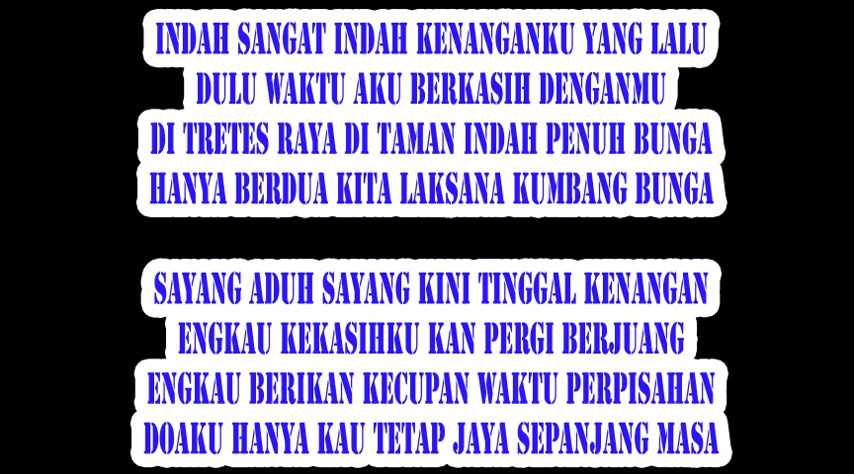 INDAH SANGAT INDAH KENANGANKU YANG LALU
DULU WAKTU AKU BERKASIH DENGANMU
DI TRETES RAYA DI TAMAN INDAH PENUH BUNGA
HANYA BERDUA KITA LAKSANA KUMBANG BUNGA
SAYANG ADUH SAYANG KINI TINGGAL KENANGAN
ENGKAU KEKASIHKU KAN PERGI BERJUANG
ENGKAU BERIKAN KECUPAN WAKTU PERPISAHAN
DOAKU HANYA KAU TETAP JAYA SEPANJANG MASA